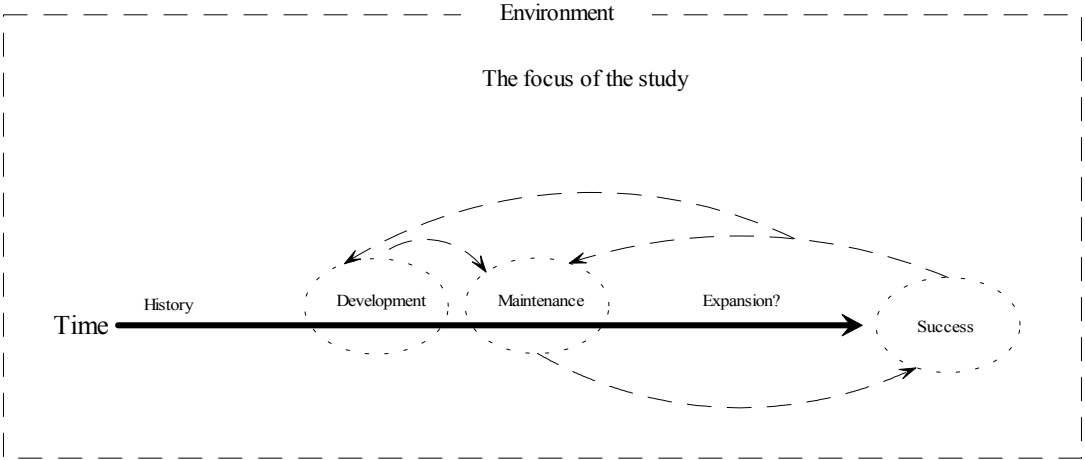 Environment
The focus of the study
History
Development
Maintenance
Expansion?
Time
Success